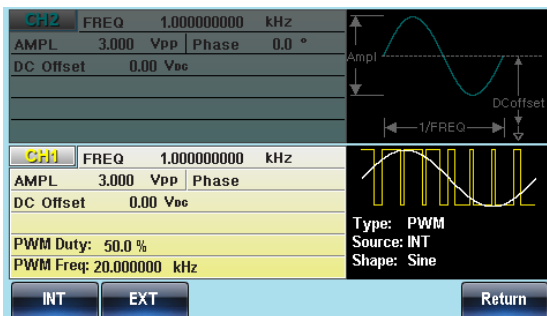 CH2 FREQ 1.000000000 kHz
AMPL 3.000 Vpp Phase 0.0 °
DC Offset 0.00 VDC
Ampl
DCoffset
1/FREQ
CH1 FREQ 1.000000000 kHz
AMPL 3.000 Vpp Phase
DC Offset 0.00 VDC
PWM Duty: 50.0 %
PWM Freq: 20.000000 kHz
Type: PWM
Source: INT
Shape: Sine
INT EXT Return